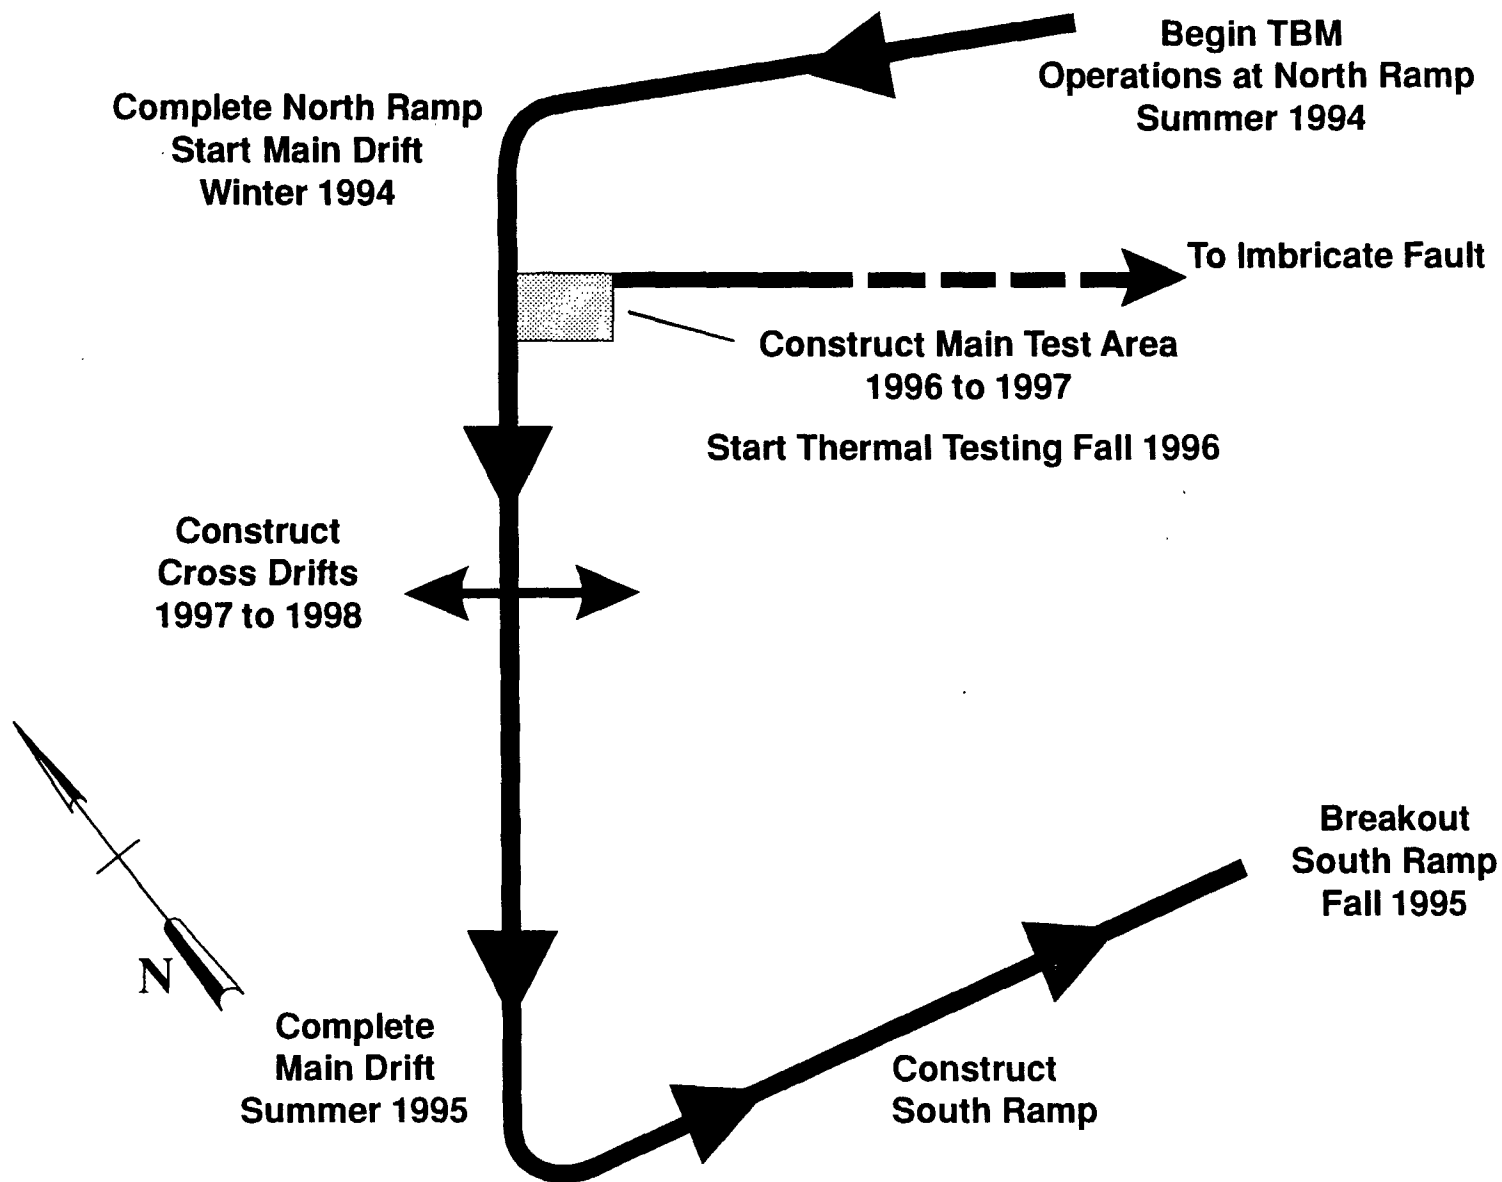 Begin TBM
Operations at North Ramp
Summer 1994
Complete North Ramp
Start Main Drift
Winter 1994
To Imbricate Fault
Construct Main Test Area
1996 to 1997
Start Thermal Testing Fall 1996
Construct
Cross Drifts
1997 to 1998
N
Breakout
South Ramp
Fall 1995
Complete
Main Drift
Summer 1995
Construct
South Ramp